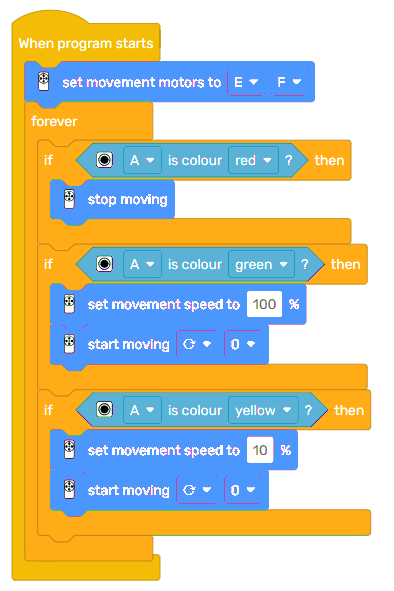 When program starts
set movement motors to E F
forever
if A is colour red ? then
stop moving
if A is colour green ? then
set movement speed to 100 %
start moving 0
if A is colour yellow ? then
set movement speed to 10 %
start moving 0